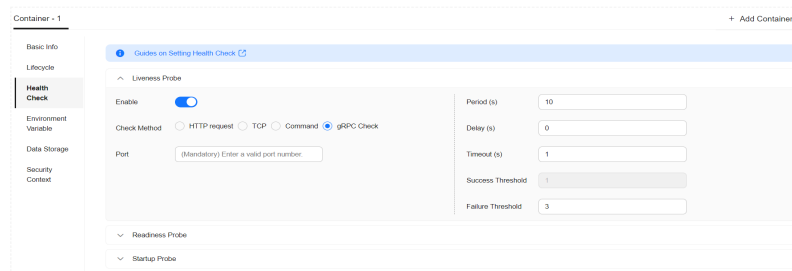 Container - 1
+ Add Container
Basic Info
Lifecycle
Health
Check
Environment
Variable
Data Storage
Security
Context
Guides on Setting Health Check
Liveness Probe
Enable
Check Method HTTP request TCP Command gRPC Check
Port (Mandatory) Enter a valid port number.
Period (s) 10
Delay (s) 0
Timeout (s) 1
Success Threshold 1
Failure Threshold 3
Readiness Probe
Startup Probe